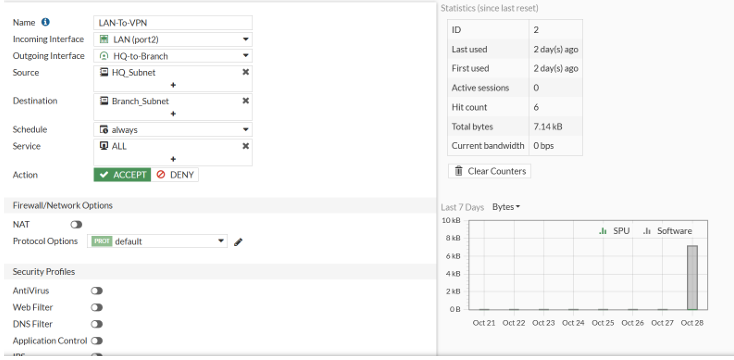 Name
LAN-To-VPN
Incoming Interface
LAN (port2)
Outgoing Interface
HQ-to-Branch
Source
HQ_Subnet
+
Destination
Branch_Subnet
+
Schedule
always
Service
ALL
+
Action
ACCEPT
DENY
Firewall/Network Options
NAT
Protocol Options
PROT default
Security Profiles
AntiVirus
Web Filter
DNS Filter
Application Control
Statistics (since last reset)
ID 2
Last used 2 day(s) ago
First used 2 day(s) ago
Active sessions 0
Hit count 6
Total bytes 7.14 kB
Current bandwidth 0 bps
Clear Counters
Last 7 Days Bytes
SPU Software
10 kB
8 kB
6 kB
4 kB
2 kB
0 B
Oct 21 Oct 22 Oct 23 Oct 24 Oct 25 Oct 26 Oct 27 Oct 28